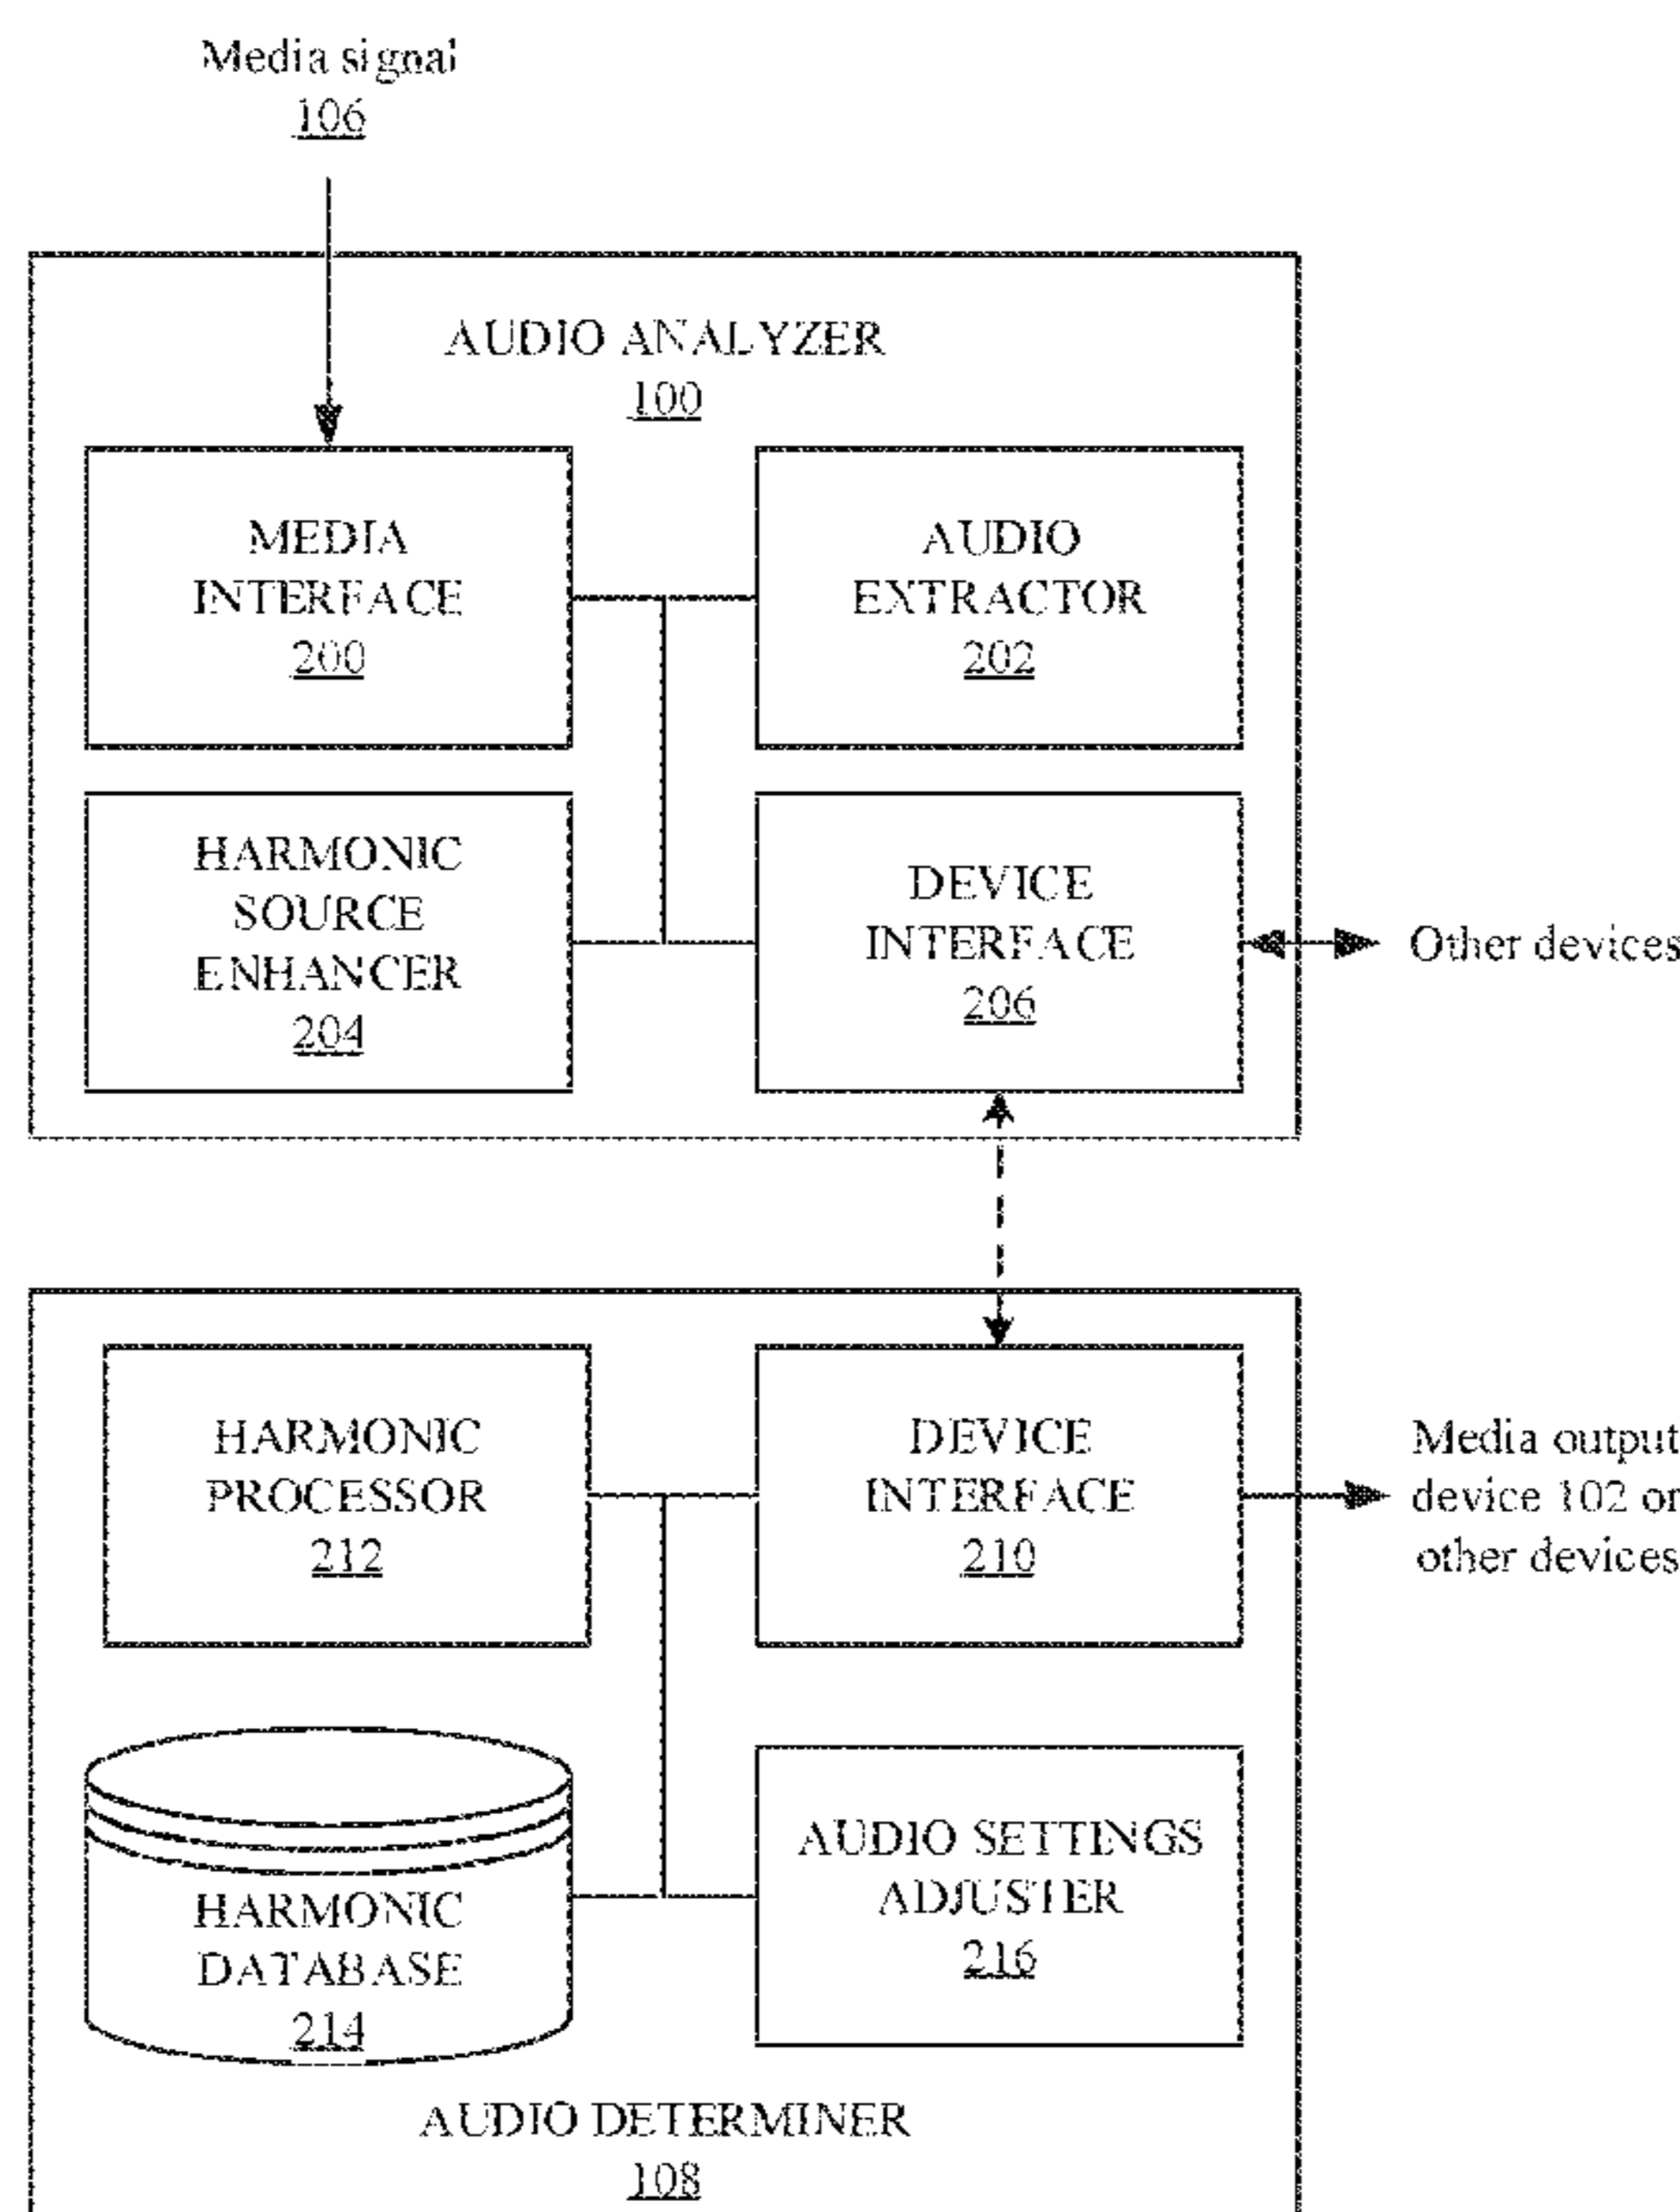 Media signal
106
AUDIO ANALYZER
100
MEDIA
INTERFACE
200
AUDIO
EXTRACTOR
202
HARMONIC
SOURCE
ENHANCER
204
DEVICE
INTERFACE
206
Other devices
HARMONIC
PROCESSOR
212
DEVICE
INTERFACE
210
Media output
device 102 or
other devices
HARMONIC
DATABASE
214
AUDIO SETTINGS
ADJUSTER
216
AUDIO DETERMINER
108